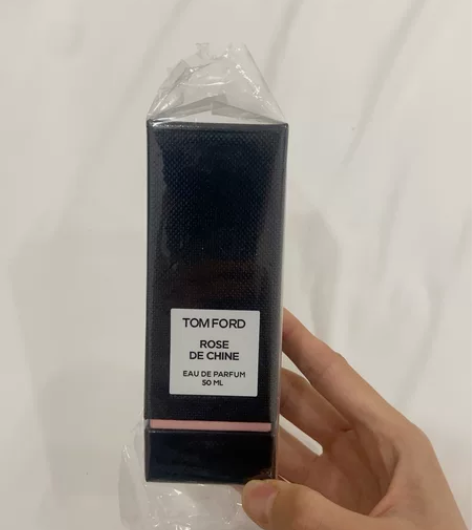 TOM FORD
ROSE
DE CHINE
EAU DE PARFUM
50 ML